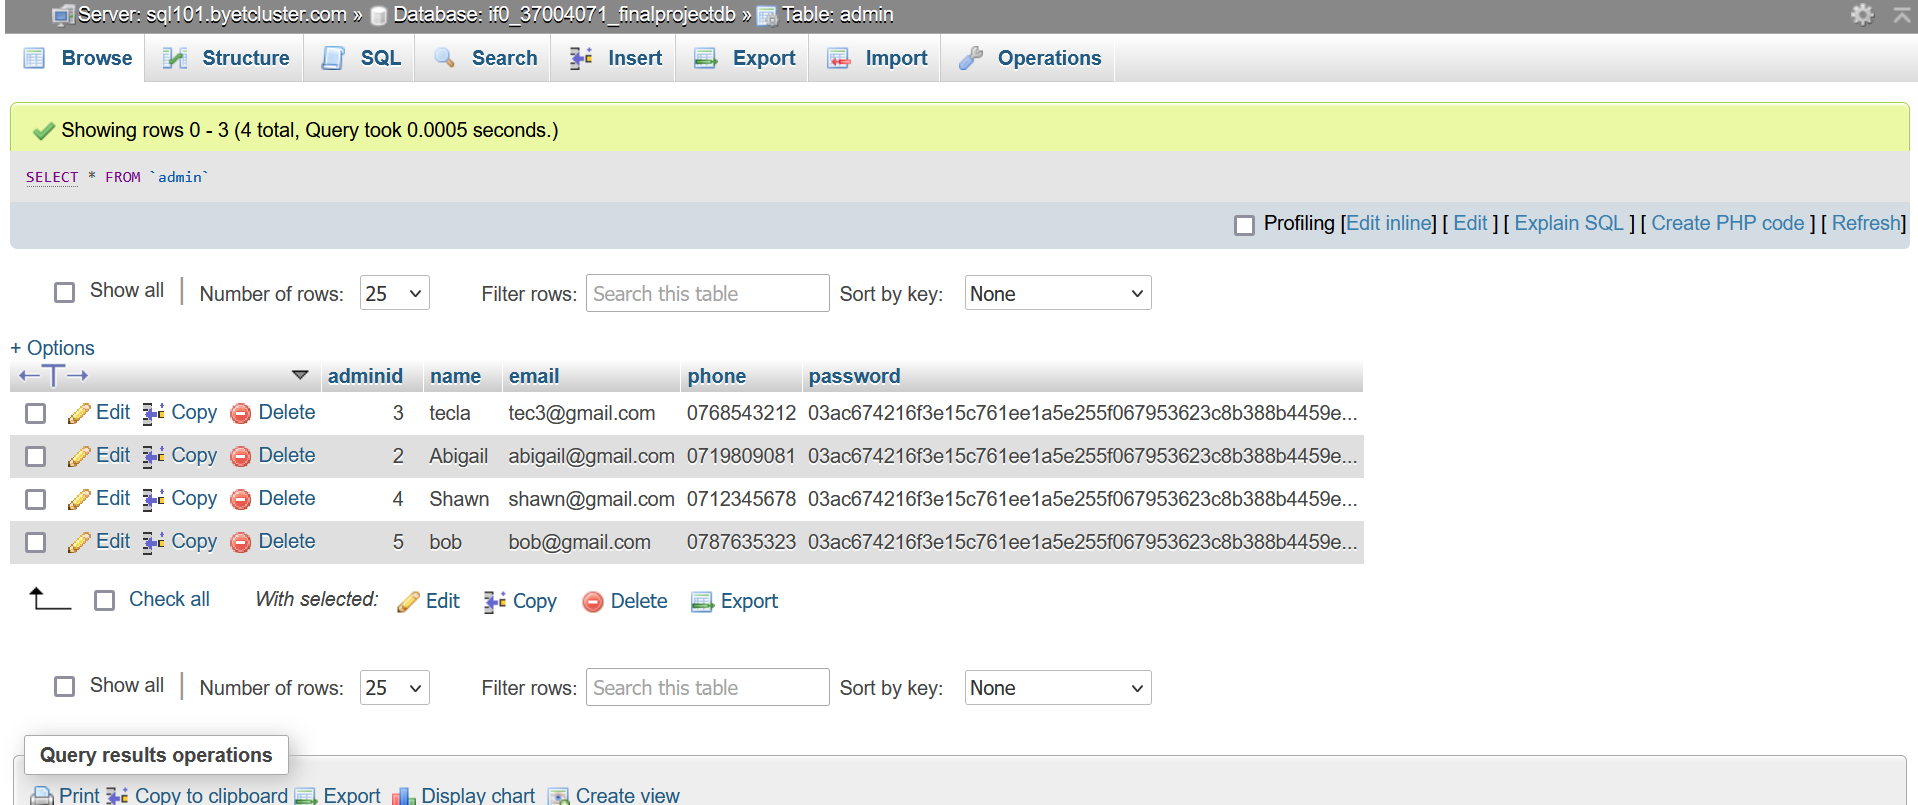 Server: sql101.byetcluster.com » Database: if0_37004071_finalprojectdb » Table: admin
Browse Structure SQL Search Insert Export Import Operations
Showing rows 0 - 3 (4 total, Query took 0.0005 seconds.)
SELECT * FROM `admin`
Profiling [Edit inline] [ Edit ] [ Explain SQL ] [ Create PHP code ] [ Refresh]
Show all | Number of rows: 25 Filter rows: Search this table Sort by key: None
+ Options
←T→ adminid name email phone password
Edit Copy Delete 3 tecla tec3@gmail.com 0768543212 03ac674216f3e15c761ee1a5e255f067953623c8b388b4459e...
Edit Copy Delete 2 Abigail abigail@gmail.com 0719809081 03ac674216f3e15c761ee1a5e255f067953623c8b388b4459e...
Edit Copy Delete 4 Shawn shawn@gmail.com 0712345678 03ac674216f3e15c761ee1a5e255f067953623c8b388b4459e...
Edit Copy Delete 5 bob bob@gmail.com 0787635323 03ac674216f3e15c761ee1a5e255f067953623c8b388b4459e...
Check all With selected: Edit Copy Delete Export
Show all | Number of rows: 25 Filter rows: Search this table Sort by key: None
Query results operations
Print Copy to clipboard Export Display chart Create view